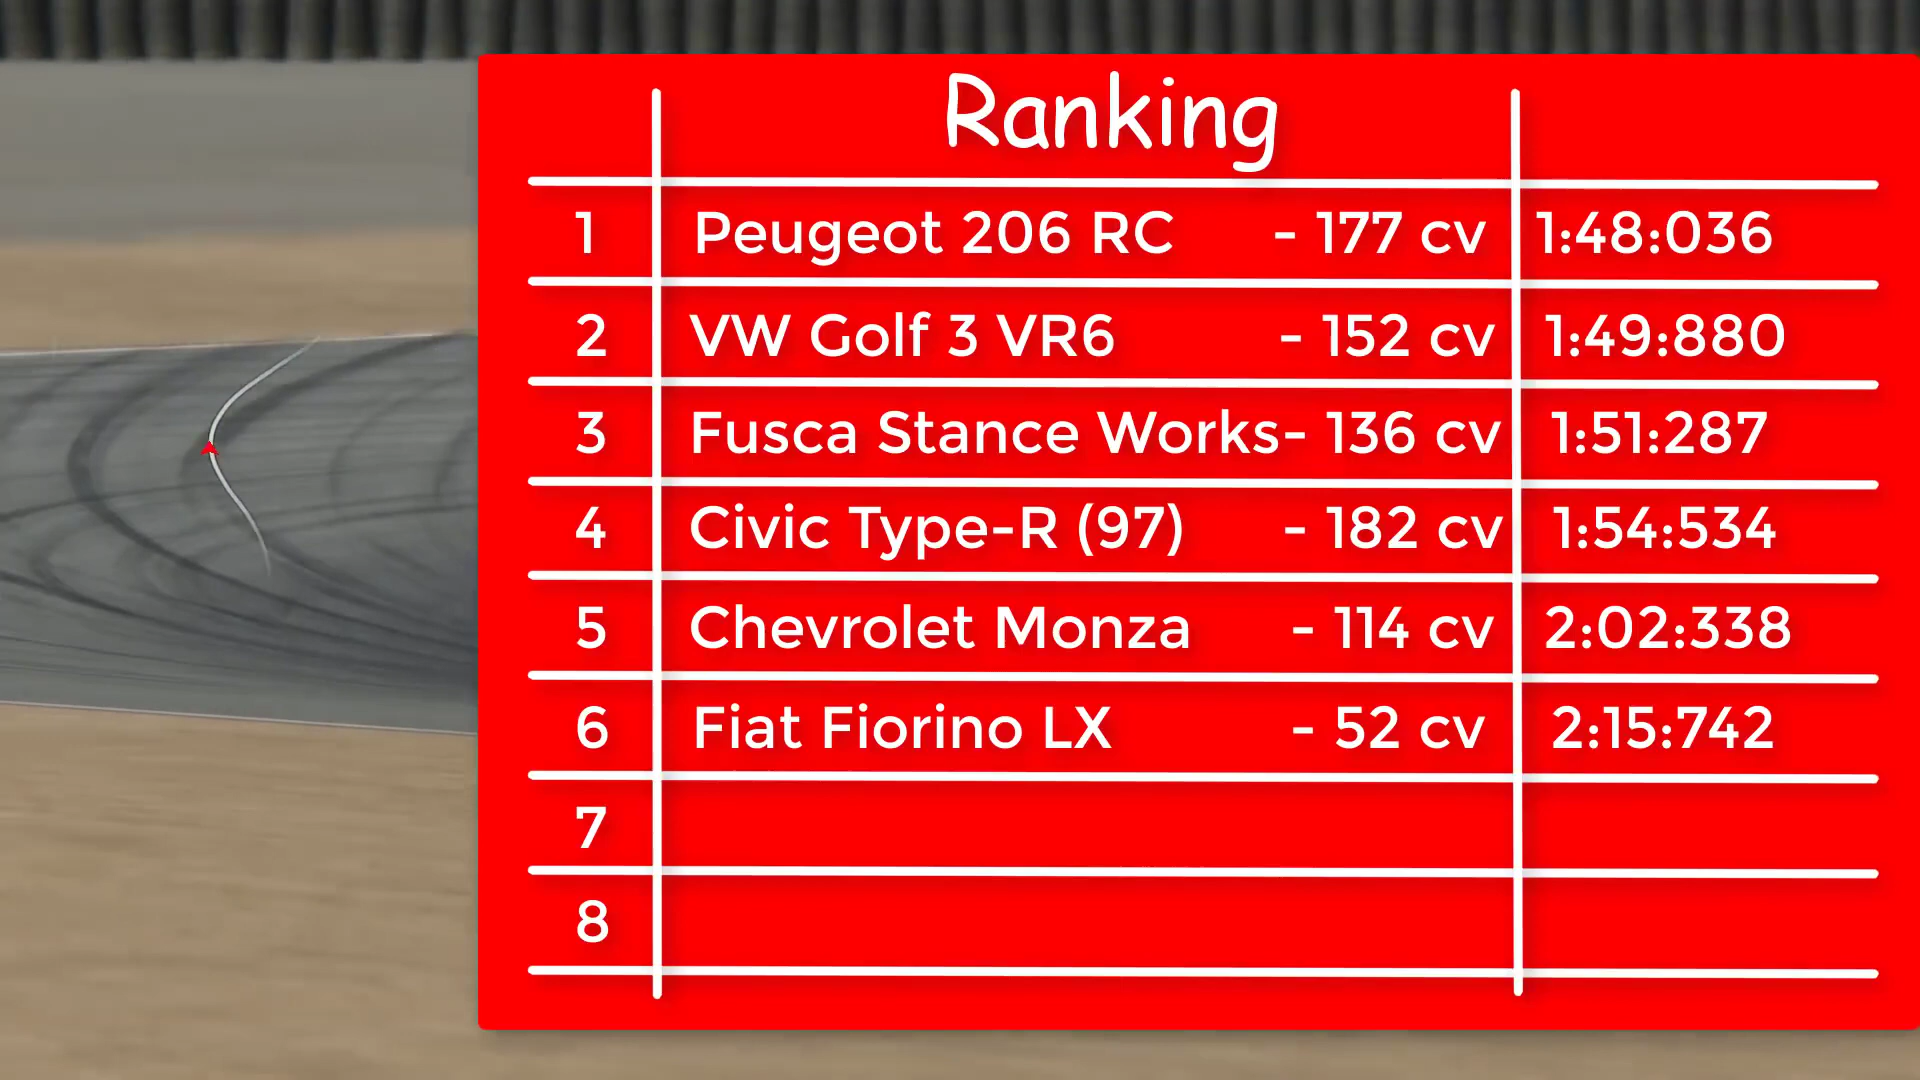 Ranking
1 Peugeot 206 RC - 177 cv 1:48:036
2 VW Golf 3 VR6 - 152 cv 1:49:880
3 Fusca Stance Works- 136 cv 1:51:287
4 Civic Type-R (97) - 182 cv 1:54:534
5 Chevrolet Monza - 114 cv 2:02:338
6 Fiat Fiorino LX - 52 cv 2:15:742
7
8